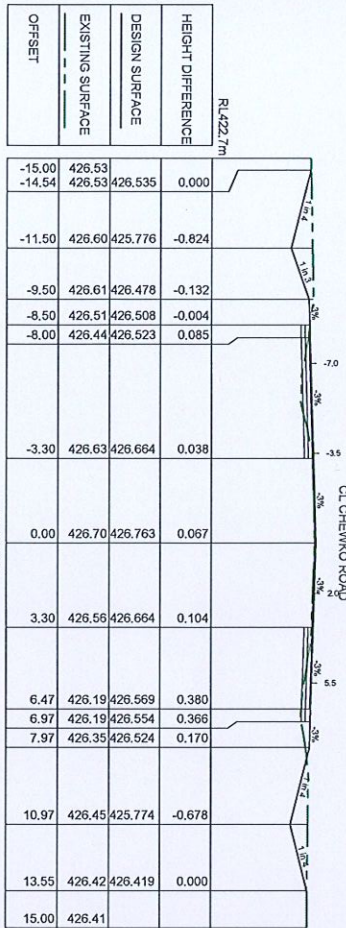 CL CHEWKO ROAD
-7.0 -3.5 2.0 5.5
1 in 4 1 in 3 -3% -3% -3% -3% -3% -3% 1 in 4 1 in 4
RL422.7m
HEIGHT DIFFERENCE 0.000 -0.824 -0.132 -0.004 0.085 0.038 0.067 0.104 0.380 0.366 0.170 -0.678 0.000
DESIGN SURFACE 426.535 425.776 426.478 426.508 426.523 426.664 426.763 426.664 426.569 426.554 426.524 425.774 426.419
EXISTING SURFACE 426.53 426.53 426.60 426.61 426.51 426.44 426.63 426.70 426.56 426.19 426.19 426.35 426.45 426.42 426.41
OFFSET -15.00 -14.54 -11.50 -9.50 -8.50 -8.00 -3.30 0.00 3.30 6.47 6.97 7.97 10.97 13.55 15.00